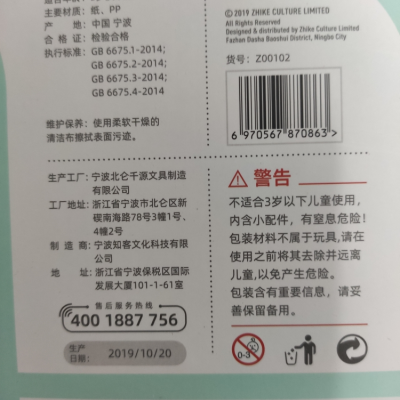 主要材质：纸、PP
产 地：中国 宁波
合 格 证：检验合格
执行标准：GB 6675.1-2014;
GB 6675.2-2014;
GB 6675.3-2014;
GB 6675.4-2014
维护保养：使用柔软干燥的
清洁布擦拭表面污迹。
©2019 ZHIKE CULTURE LIMITED
All Rights Reserved
Designed & distributed by Zhike Culture Limited
Fazhan Dasha Baoshui District, Ningbo City
货号：Z00102
6 970567 870863 >
生产工厂：宁波北仑千源文具制造
有限公司
工厂地址：浙江省宁波市北仑区新
碶南海路78号3幢1号、
4幢2号
制 造 商：宁波知客文化科技有限
公司
地 址：浙江省宁波保税区国际
发展大厦101-1-61室
售后服务热线
400 1887 756
生产
日期：
2019/10/20
警告
不适合3岁以下儿童使用，
内含小配件，有窒息危险！
包装材料不属于玩具，请在
使用之前将其去除并远离
儿童，以免产生危险。
包装含有重要信息，请妥
善保留备用。
0-3